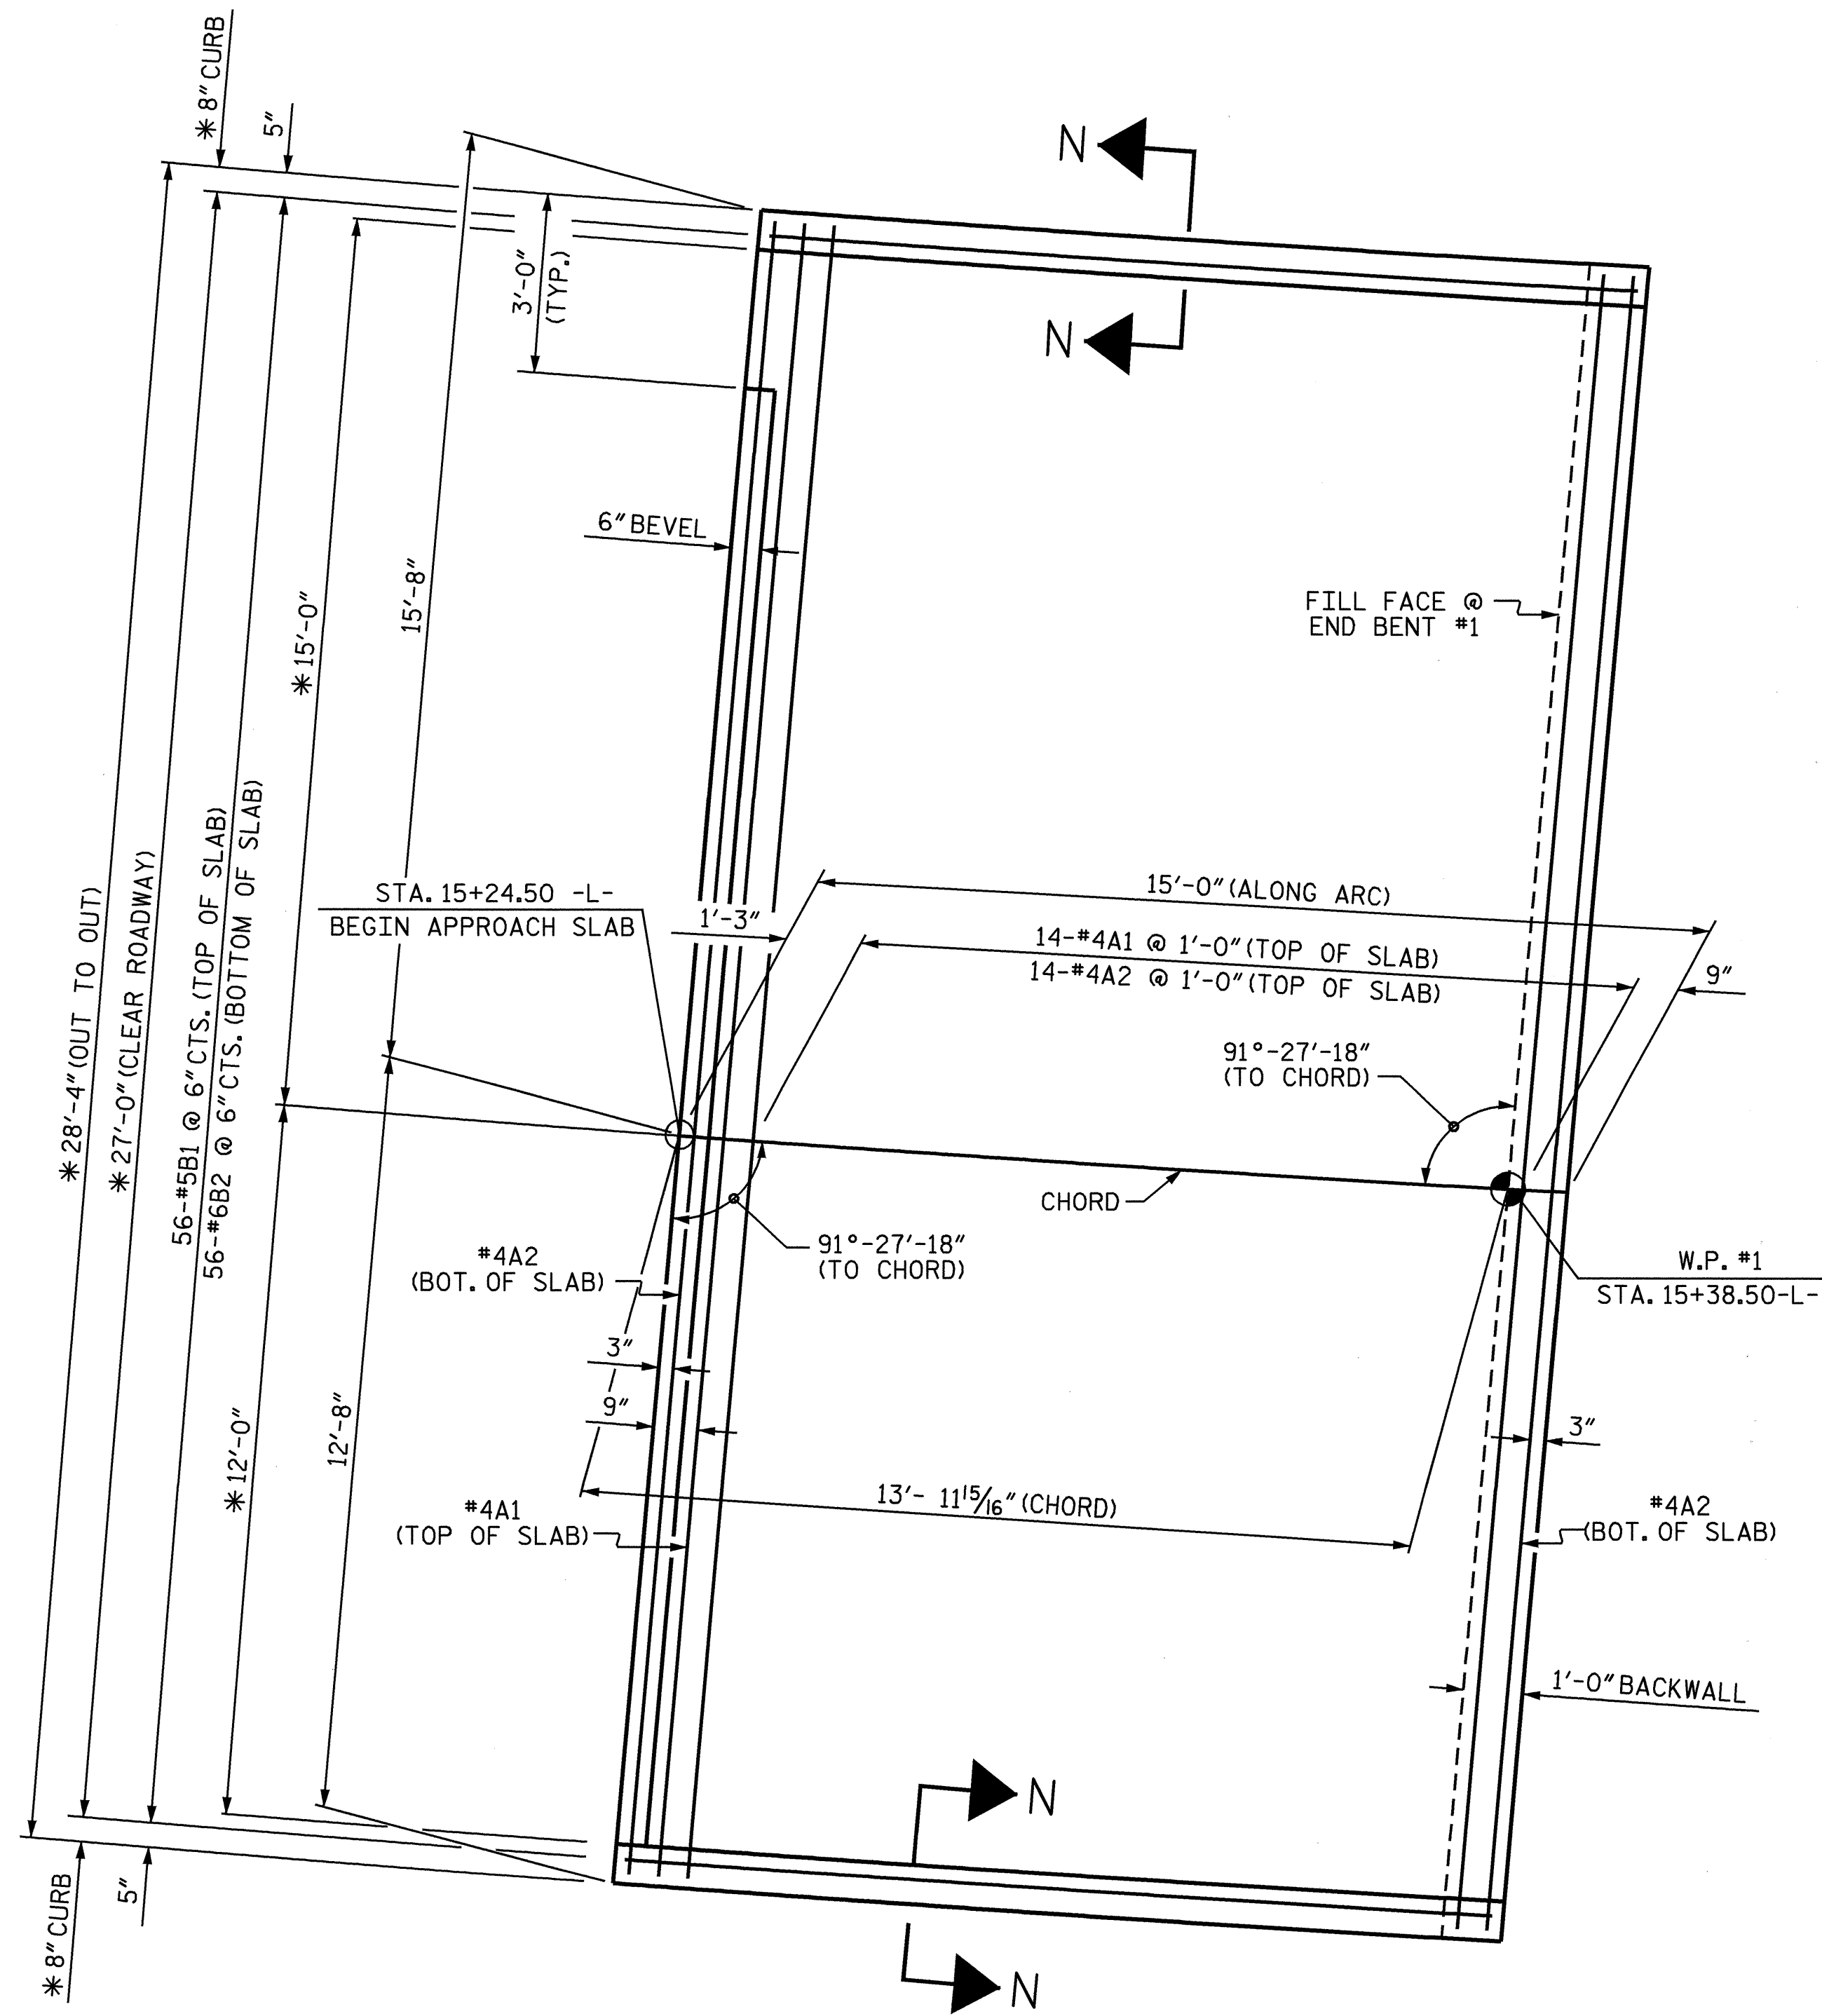 ✳8" CURB
5"
N
N
3'-0"
(TYP.)
6" BEVEL
15'-8"
✳15'-0"
FILL FACE @
END BENT #1
✳28'-4" (OUT TO OUT)
✳27'-0" (CLEAR ROADWAY)
56-#5B1 @ 6" CTS. (TOP OF SLAB)
56-#6B2 @ 6" CTS. (BOTTOM OF SLAB)
STA. 15+24.50 -L-
BEGIN APPROACH SLAB
1'-3"
15'-0" (ALONG ARC)
14-#4A1 @ 1'-0" (TOP OF SLAB)
14-#4A2 @ 1'-0" (TOP OF SLAB)
9"
91°-27'-18"
(TO CHORD)
CHORD
91°-27'-18"
(TO CHORD)
#4A2
(BOT. OF SLAB)
W.P. #1
STA. 15+38.50-L-
3"
9"
✳12'-0"
12'-8"
3"
13'- 11 15/16" (CHORD)
#4A1
(TOP OF SLAB)
#4A2
(BOT. OF SLAB)
1'-0" BACKWALL
N
N
5"
✳8" CURB